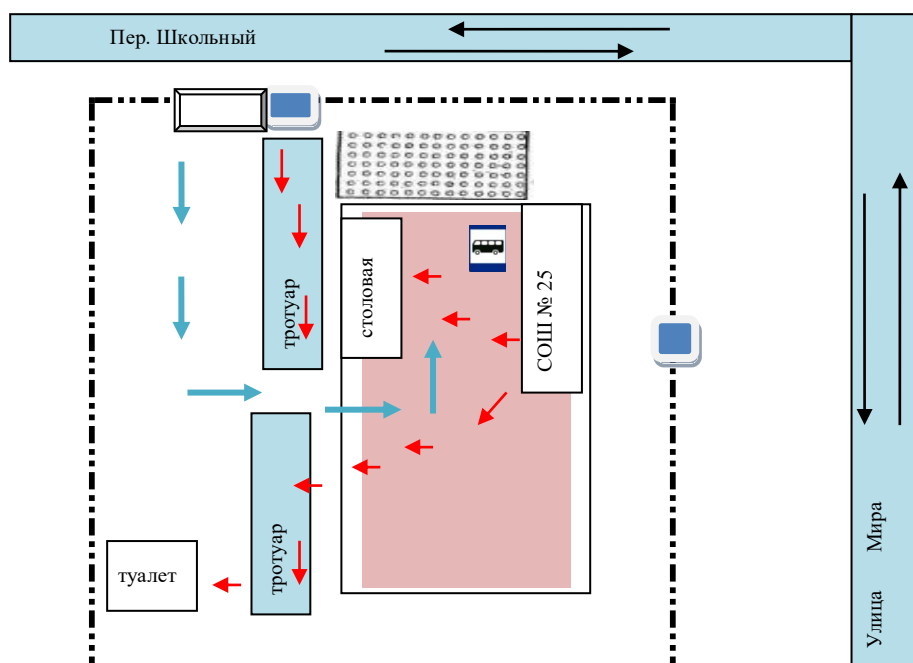 Пер. Школьный
тротуар
столовая
СОШ № 25
тротуар
туалет
Улица Мира